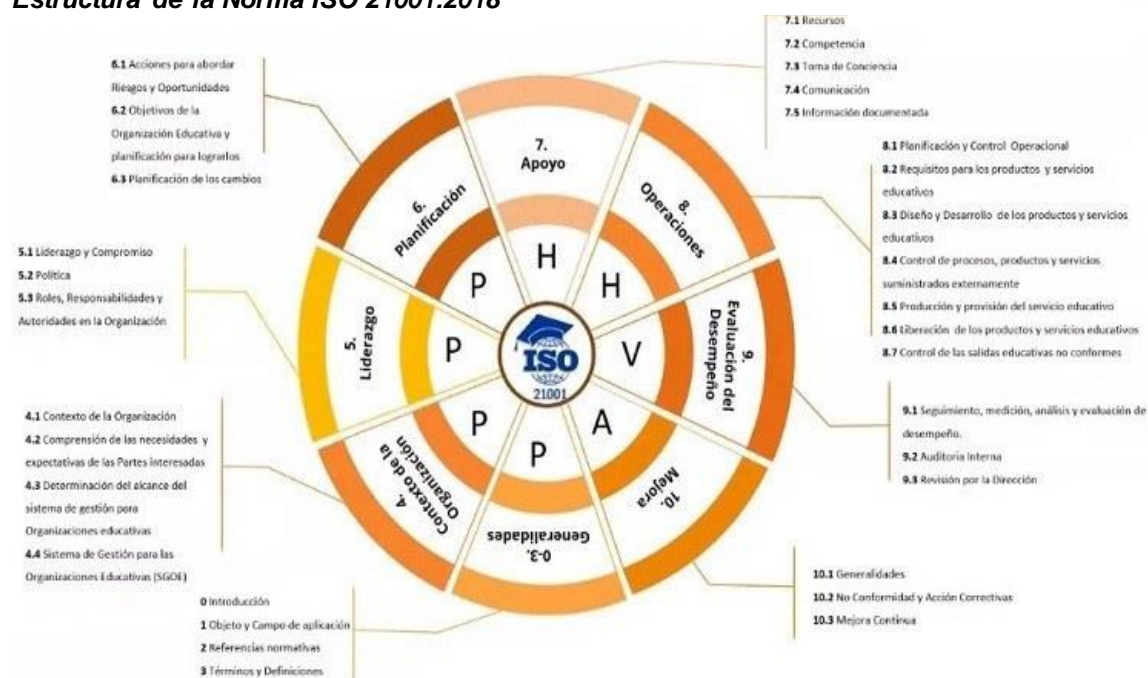 Estructura de la Norma ISO 21001:2018
6.1 Acciones para abordar
Riesgos y Oportunidades
6.2 Objetivos de la
Organización Educativa y
planificación para lograrlos
6.3 Planificación de los cambios
7.1 Recursos
7.2 Competencia
7.3 Toma de Conciencia
7.4 Comunicación
7.5 Información documentada
8.1 Planificación y Control Operacional
8.2 Requisitos para los productos y servicios
educativos
8.3 Diseño y Desarrollo de los productos y servicios
educativos
8.4 Control de procesos, productos y servicios
suministrados externamente
8.5 Producción y provisión del servicio educativo
8.6 Liberación de los productos y servicios educativos
8.7 Control de las salidas educativas no conformes
5.1 Liderazgo y Compromiso
5.2 Política
5.3 Roles, Responsabilidades y
Autoridades en la Organización
4.1 Contexto de la Organización
4.2 Comprensión de las necesidades y
expectativas de las Partes interesadas
4.3 Determinación del alcance del
sistema de gestión para
Organizaciones educativas
4.4 Sistema de Gestión para las
Organizaciones Educativas (SGOE)
0 Introducción
1 Objeto y Campo de aplicación
2 Referencias normativas
3 Términos y Definiciones
9.1 Seguimiento, medición, análisis y evaluación de
desempeño.
9.2 Auditoria Interna
9.3 Revisión por la Dirección
10.1 Generalidades
10.2 No Conformidad y Acción Correctivas
10.3 Mejora Continua
7.
Apoyo
8.
Operaciones
9.
Evaluación del
Desempeño
10.
Mejora
0-3.
Generalidades
4.
Contexto de la
Organización
5.
Liderazgo
6.
Planificación
H
H
V
A
P
P
P
P
ISO
21001